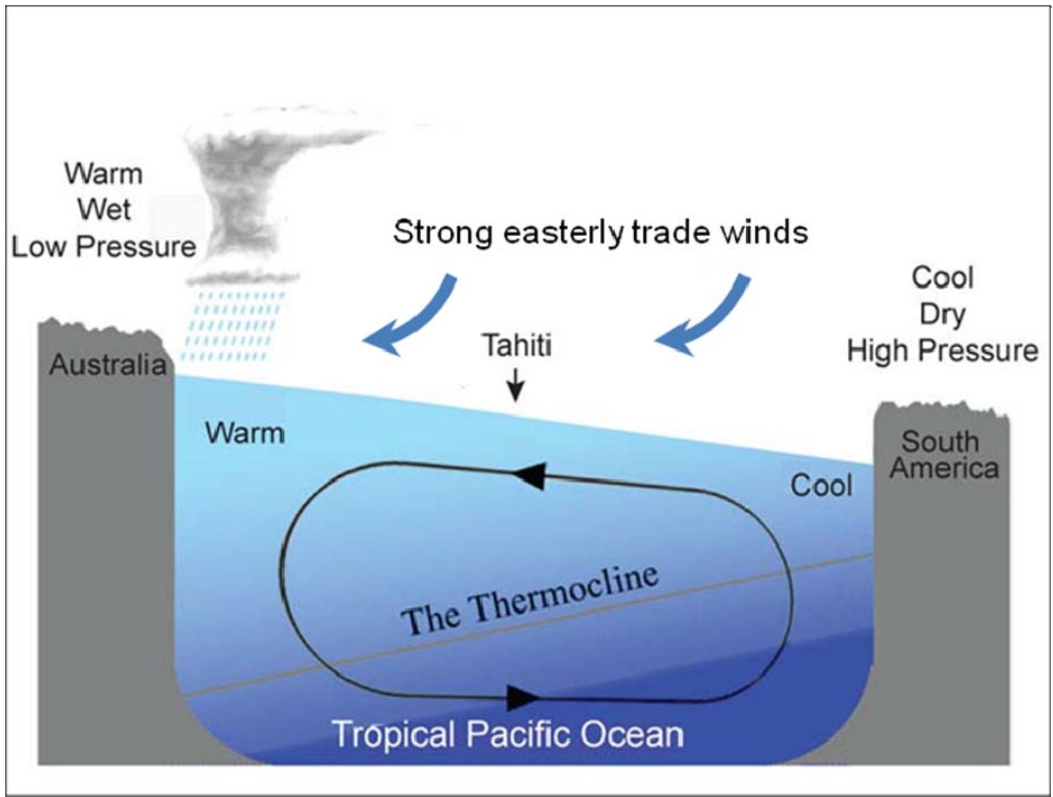 Warm
Wet
Low Pressure
Strong easterly trade winds
Cool
Dry
High Pressure
Tahiti
Australia
Warm
South
America
Cool
The Thermocline
Tropical Pacific Ocean